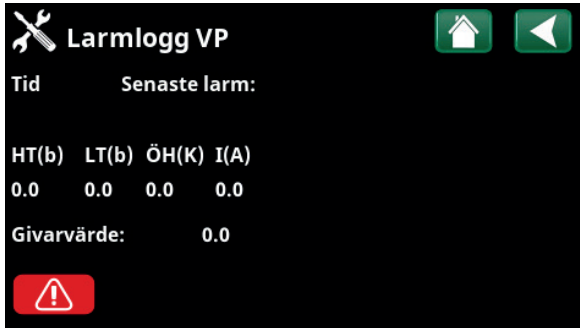 Larmlogg VP
Tid Senaste larm:
HT(b) LT(b) ÖH(K) I(A)
0.0 0.0 0.0 0.0
Givarvärde: 0.0